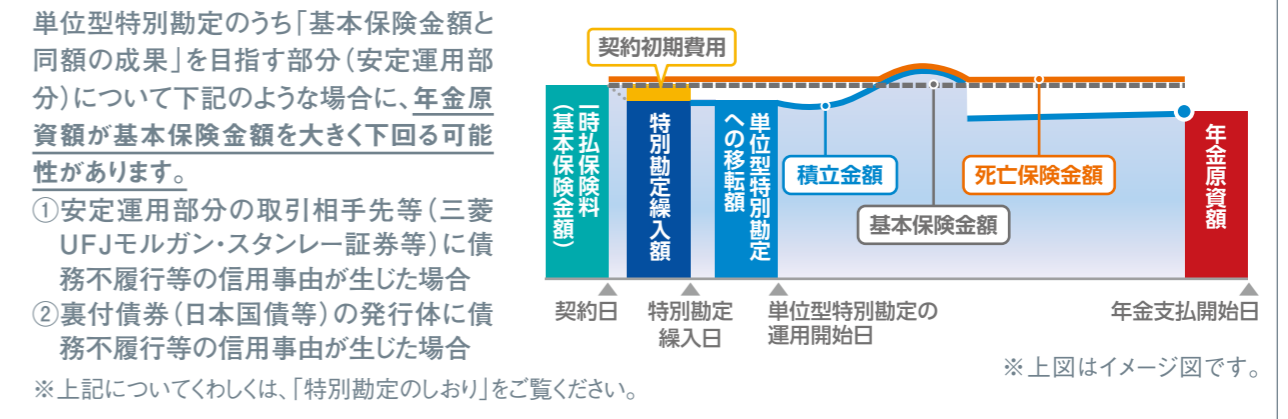 単位型特別勘定のうち「基本保険金額と
同額の成果」を目指す部分（安定運用部
分）について下記のような場合に、年金原
資額が基本保険金額を大きく下回る可能
性があります。
①安定運用部分の取引相手先等（三菱
UFJモルガン・スタンレー証券等）に債
務不履行等の信用事由が生じた場合
②裏付債券（日本国債等）の発行体に債
務不履行等の信用事由が生じた場合
※上記についてくわしくは、「特別勘定のしおり」をご覧ください。
契約初期費用
一時払保険料
（基本保険金額）
特別勘定繰入額
単位型特別勘定
への移転額
積立金額
死亡保険金額
基本保険金額
年金原資額
契約日
特別勘定
繰入日
単位型特別勘定の
運用開始日
年金支払開始日
※上図はイメージ図です。